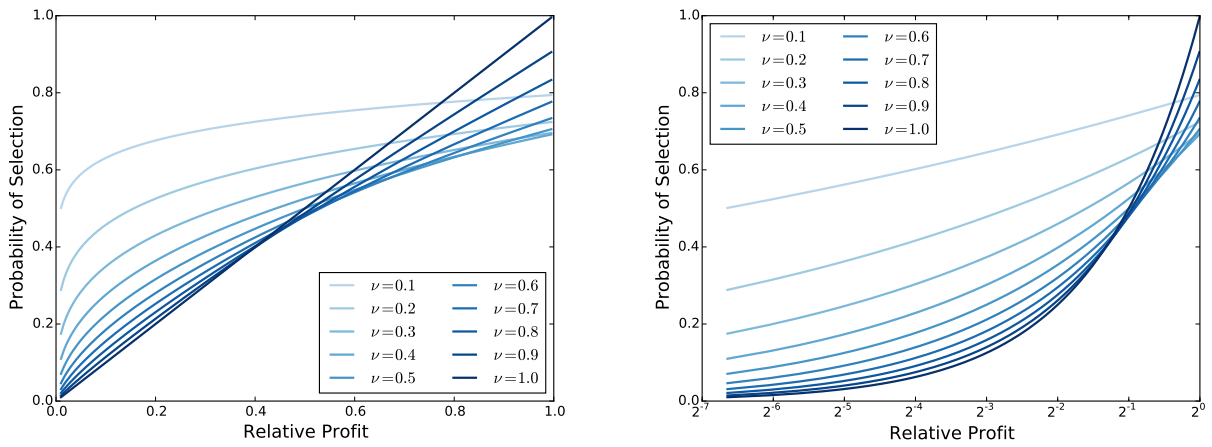 1.0
0.8
0.6
0.4
0.2
0.0
Probability of Selection
ν=0.1 ν=0.6
ν=0.2 ν=0.7
ν=0.3 ν=0.8
ν=0.4 ν=0.9
ν=0.5 ν=1.0
0.0 0.2 0.4 0.6 0.8 1.0
Relative Profit
1.0
0.8
0.6
0.4
0.2
0.0
Probability of Selection
ν=0.1 ν=0.6
ν=0.2 ν=0.7
ν=0.3 ν=0.8
ν=0.4 ν=0.9
ν=0.5 ν=1.0
2⁻⁷ 2⁻⁶ 2⁻⁵ 2⁻⁴ 2⁻³ 2⁻² 2⁻¹ 2⁰
Relative Profit